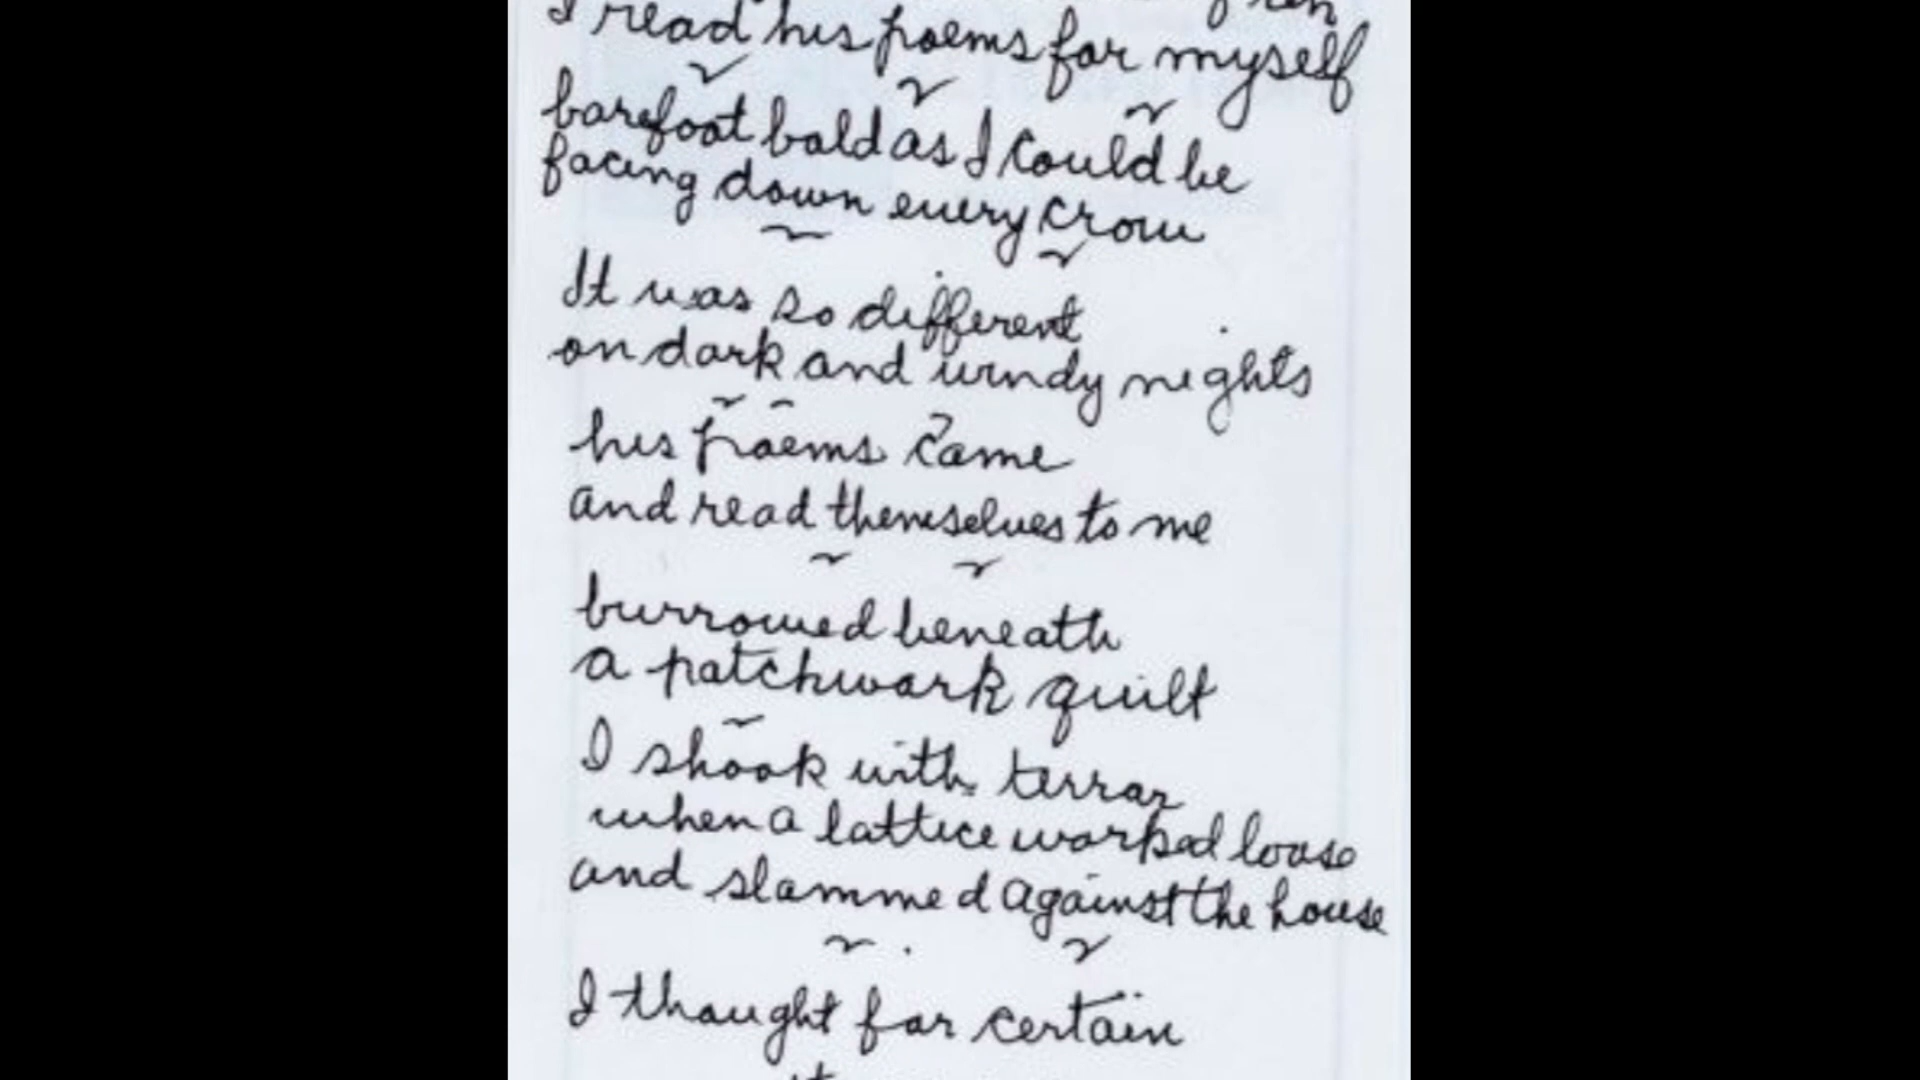 I read his poems for myself
barefoot bald as I could be
facing down every crow
It was so different
on dark and windy nights
his poems came
and read themselves to me
burrowed beneath
a patchwork quilt
I shook with terror
when a lattice worked loose
and slammed against the house
I thought for certain